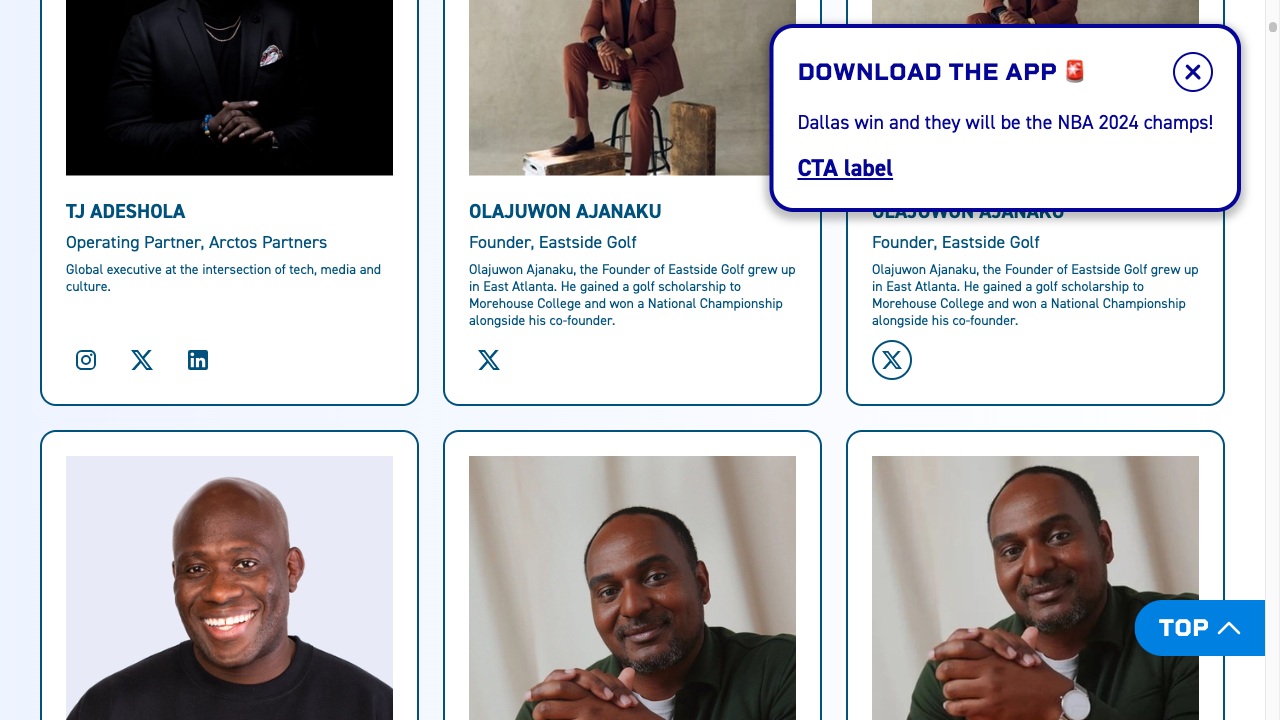 DOWNLOAD THE APP 🚨
Dallas win and they will be the NBA 2024 champs!
CTA label
TJ ADESHOLA
Operating Partner, Arctos Partners
Global executive at the intersection of tech, media and
culture.
OLAJUWON AJANAKU
Founder, Eastside Golf
Olajuwon Ajanaku, the Founder of Eastside Golf grew up
in East Atlanta. He gained a golf scholarship to
Morehouse College and won a National Championship
alongside his co-founder.
OLAJUWON AJANAKU
Founder, Eastside Golf
Olajuwon Ajanaku, the Founder of Eastside Golf grew up
in East Atlanta. He gained a golf scholarship to
Morehouse College and won a National Championship
alongside his co-founder.
TOP